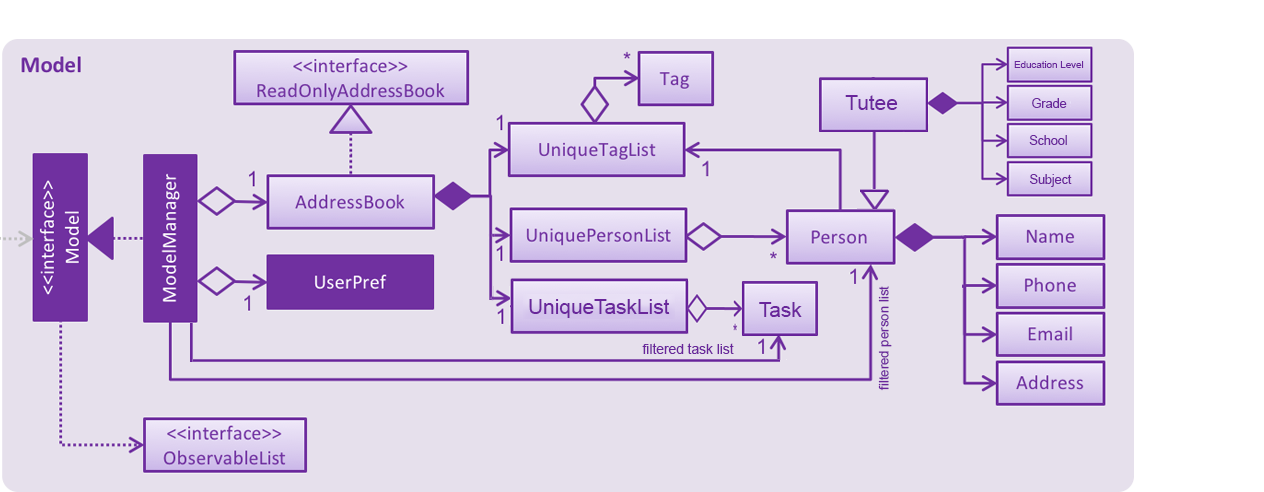 Model
<<interface>>
ReadOnlyAddressBook
*
Tag
Tutee
Education Level
Grade
School
Subject
1
UniqueTagList
1
<<interface>>
Model
ModelManager
1
AddressBook
UniquePersonList
1
*
Person
Name
Phone
Email
Address
1
UserPref
UniqueTaskList
1
*
Task
1
filtered task list
1
filtered person list
<<interface>>
ObservableList